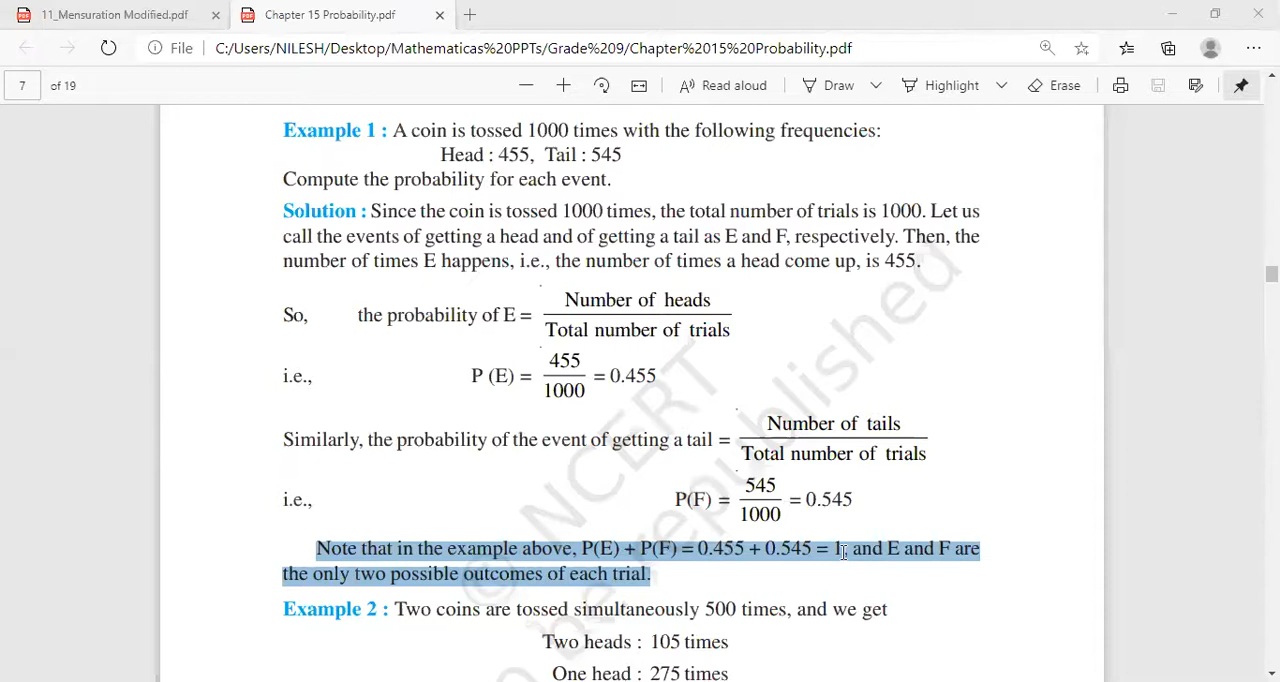 11_Mensuration Modified.pdf
Chapter 15 Probability.pdf
File
C:/Users/NILESH/Desktop/Mathematicas%20PPTs/Grade%209/Chapter%2015%20Probability.pdf
7 of 19
A Read aloud
Draw
Highlight
Erase
Example 1 : A coin is tossed 1000 times with the following frequencies:
Head : 455, Tail : 545
Compute the probability for each event.
Solution : Since the coin is tossed 1000 times, the total number of trials is 1000. Let us
call the events of getting a head and of getting a tail as E and F, respectively. Then, the
number of times E happens, i.e., the number of times a head come up, is 455.
Number of heads
So, the probability of E =
Total number of trials
455
i.e., P (E) = = 0.455
1000
Number of tails
Similarly, the probability of the event of getting a tail =
Total number of trials
545
i.e., P(F) = = 0.545
1000
Note that in the example above, P(E) + P(F) = 0.455 + 0.545 = 1, and E and F are
the only two possible outcomes of each trial.
Example 2 : Two coins are tossed simultaneously 500 times, and we get
Two heads : 105 times
One head : 275 times
© NCERT
to be republished